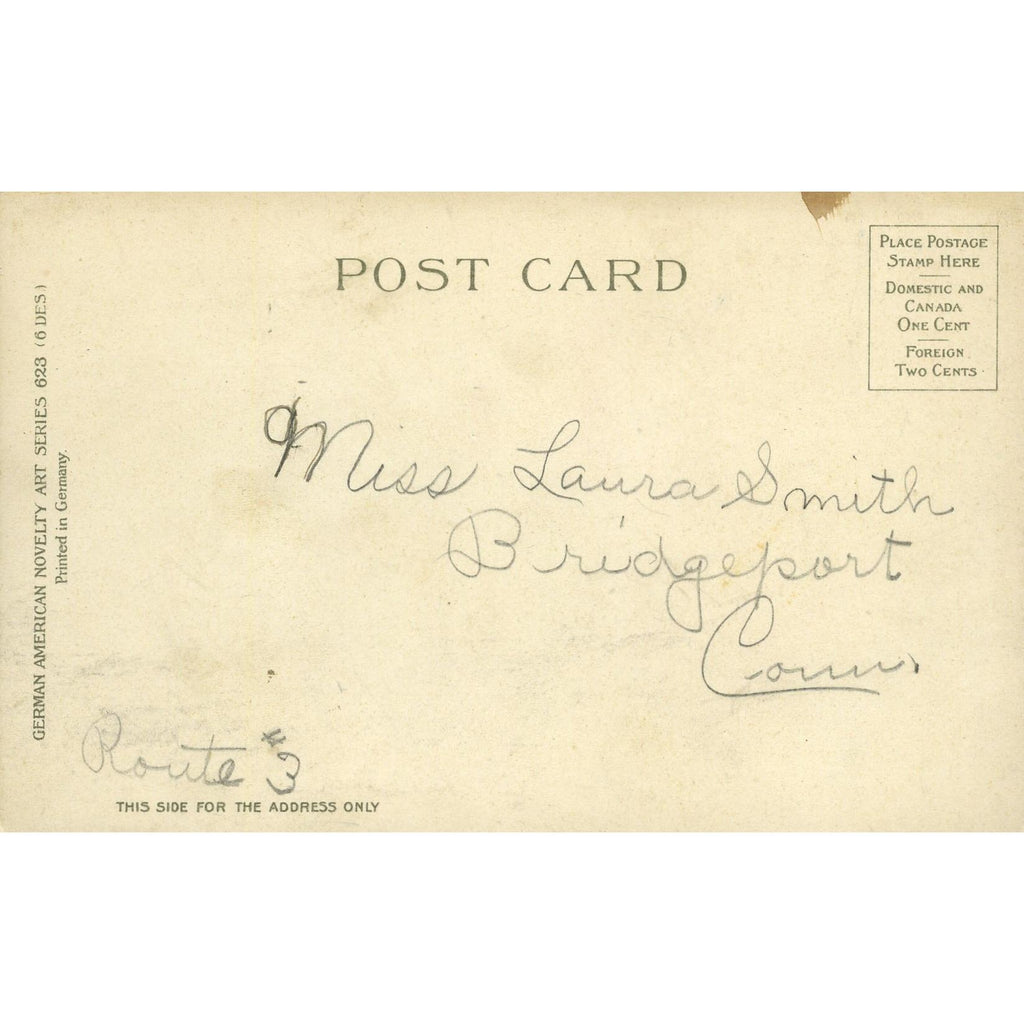 POST CARD
PLACE POSTAGE
STAMP HERE
DOMESTIC AND
CANADA
ONE CENT
FOREIGN
TWO CENTS
GERMAN AMERICAN NOVELTY ART SERIES 623 (6 DES)
Printed in Germany.
Miss Laura Smith
Bridgeport
Conn.
Route #3
THIS SIDE FOR THE ADDRESS ONLY